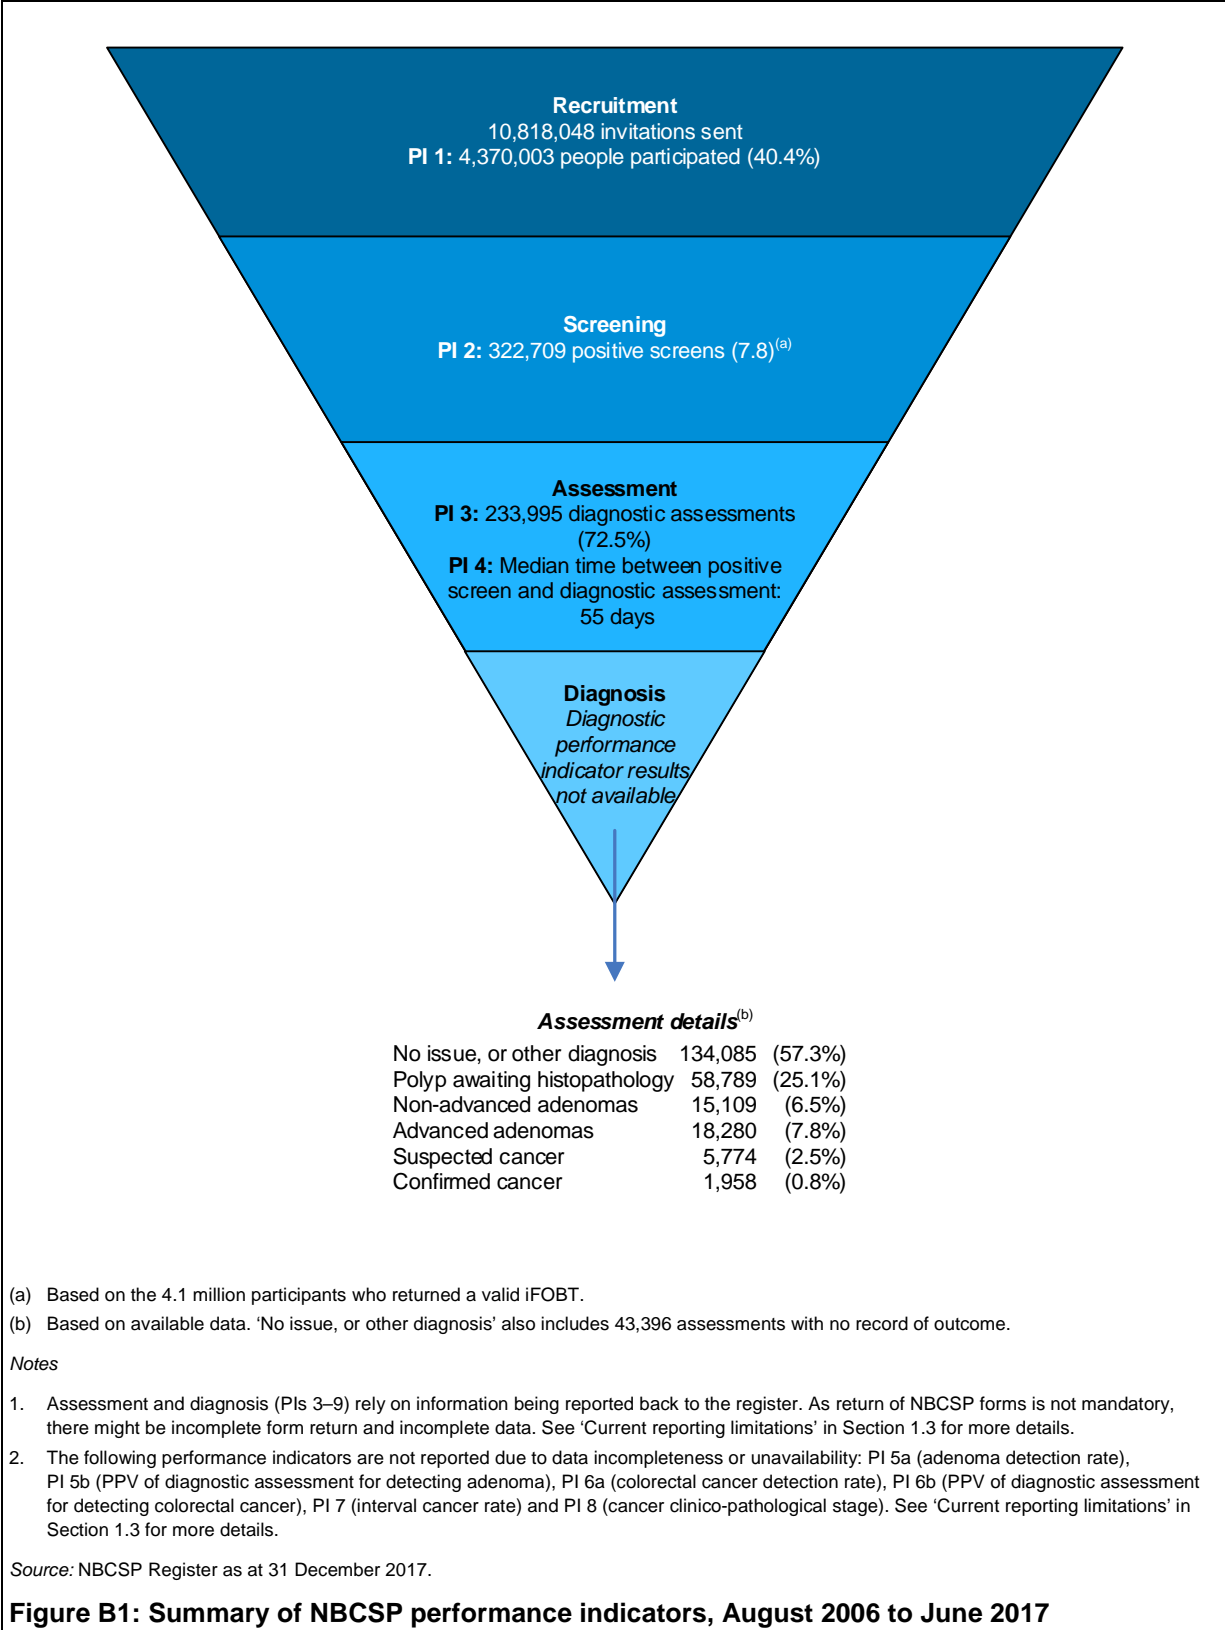 Recruitment
10,818,048 invitations sent
PI 1: 4,370,003 people participated (40.4%)
Screening
PI 2: 322,709 positive screens (7.8)(a)
Assessment
PI 3: 233,995 diagnostic assessments
(72.5%)
PI 4: Median time between positive
screen and diagnostic assessment:
55 days
Diagnosis
Diagnostic
performance
indicator results
not available
Assessment details(b)
No issue, or other diagnosis 134,085 (57.3%)
Polyp awaiting histopathology 58,789 (25.1%)
Non-advanced adenomas 15,109 (6.5%)
Advanced adenomas 18,280 (7.8%)
Suspected cancer 5,774 (2.5%)
Confirmed cancer 1,958 (0.8%)
(a) Based on the 4.1 million participants who returned a valid iFOBT.
(b) Based on available data. ‘No issue, or other diagnosis’ also includes 43,396 assessments with no record of outcome.
Notes
1. Assessment and diagnosis (PIs 3–9) rely on information being reported back to the register. As return of NBCSP forms is not mandatory,
there might be incomplete form return and incomplete data. See ‘Current reporting limitations’ in Section 1.3 for more details.
2. The following performance indicators are not reported due to data incompleteness or unavailability: PI 5a (adenoma detection rate),
PI 5b (PPV of diagnostic assessment for detecting adenoma), PI 6a (colorectal cancer detection rate), PI 6b (PPV of diagnostic assessment
for detecting colorectal cancer), PI 7 (interval cancer rate) and PI 8 (cancer clinico-pathological stage). See ‘Current reporting limitations’ in
Section 1.3 for more details.
Source: NBCSP Register as at 31 December 2017.
Figure B1: Summary of NBCSP performance indicators, August 2006 to June 2017